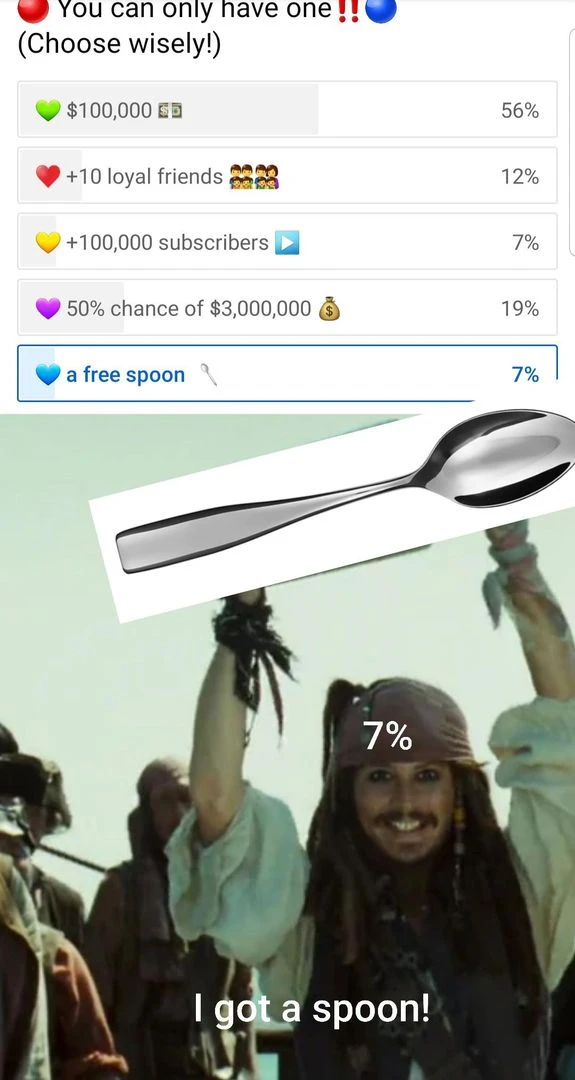 🔴 You can only have one‼️🔵
(Choose wisely!)
💚 $100,000 💵 56%
❤️ +10 loyal friends 👨‍👩‍👧‍👦👨‍👩‍👧‍👦 12%
💛 +100,000 subscribers ▶️ 7%
💜 50% chance of $3,000,000 💰 19%
💙 a free spoon 🥄 7%
7%
I got a spoon!